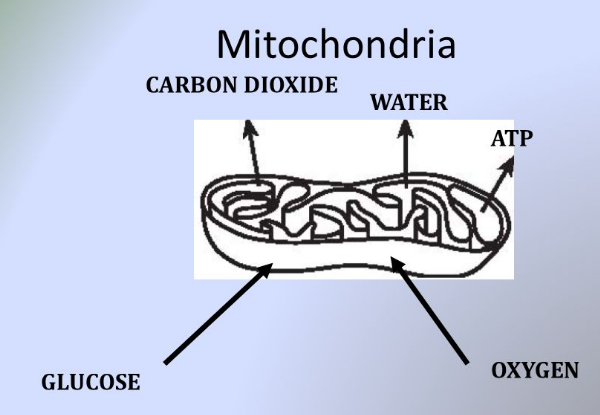 Mitochondria
CARBON DIOXIDE
WATER
ATP
GLUCOSE
OXYGEN